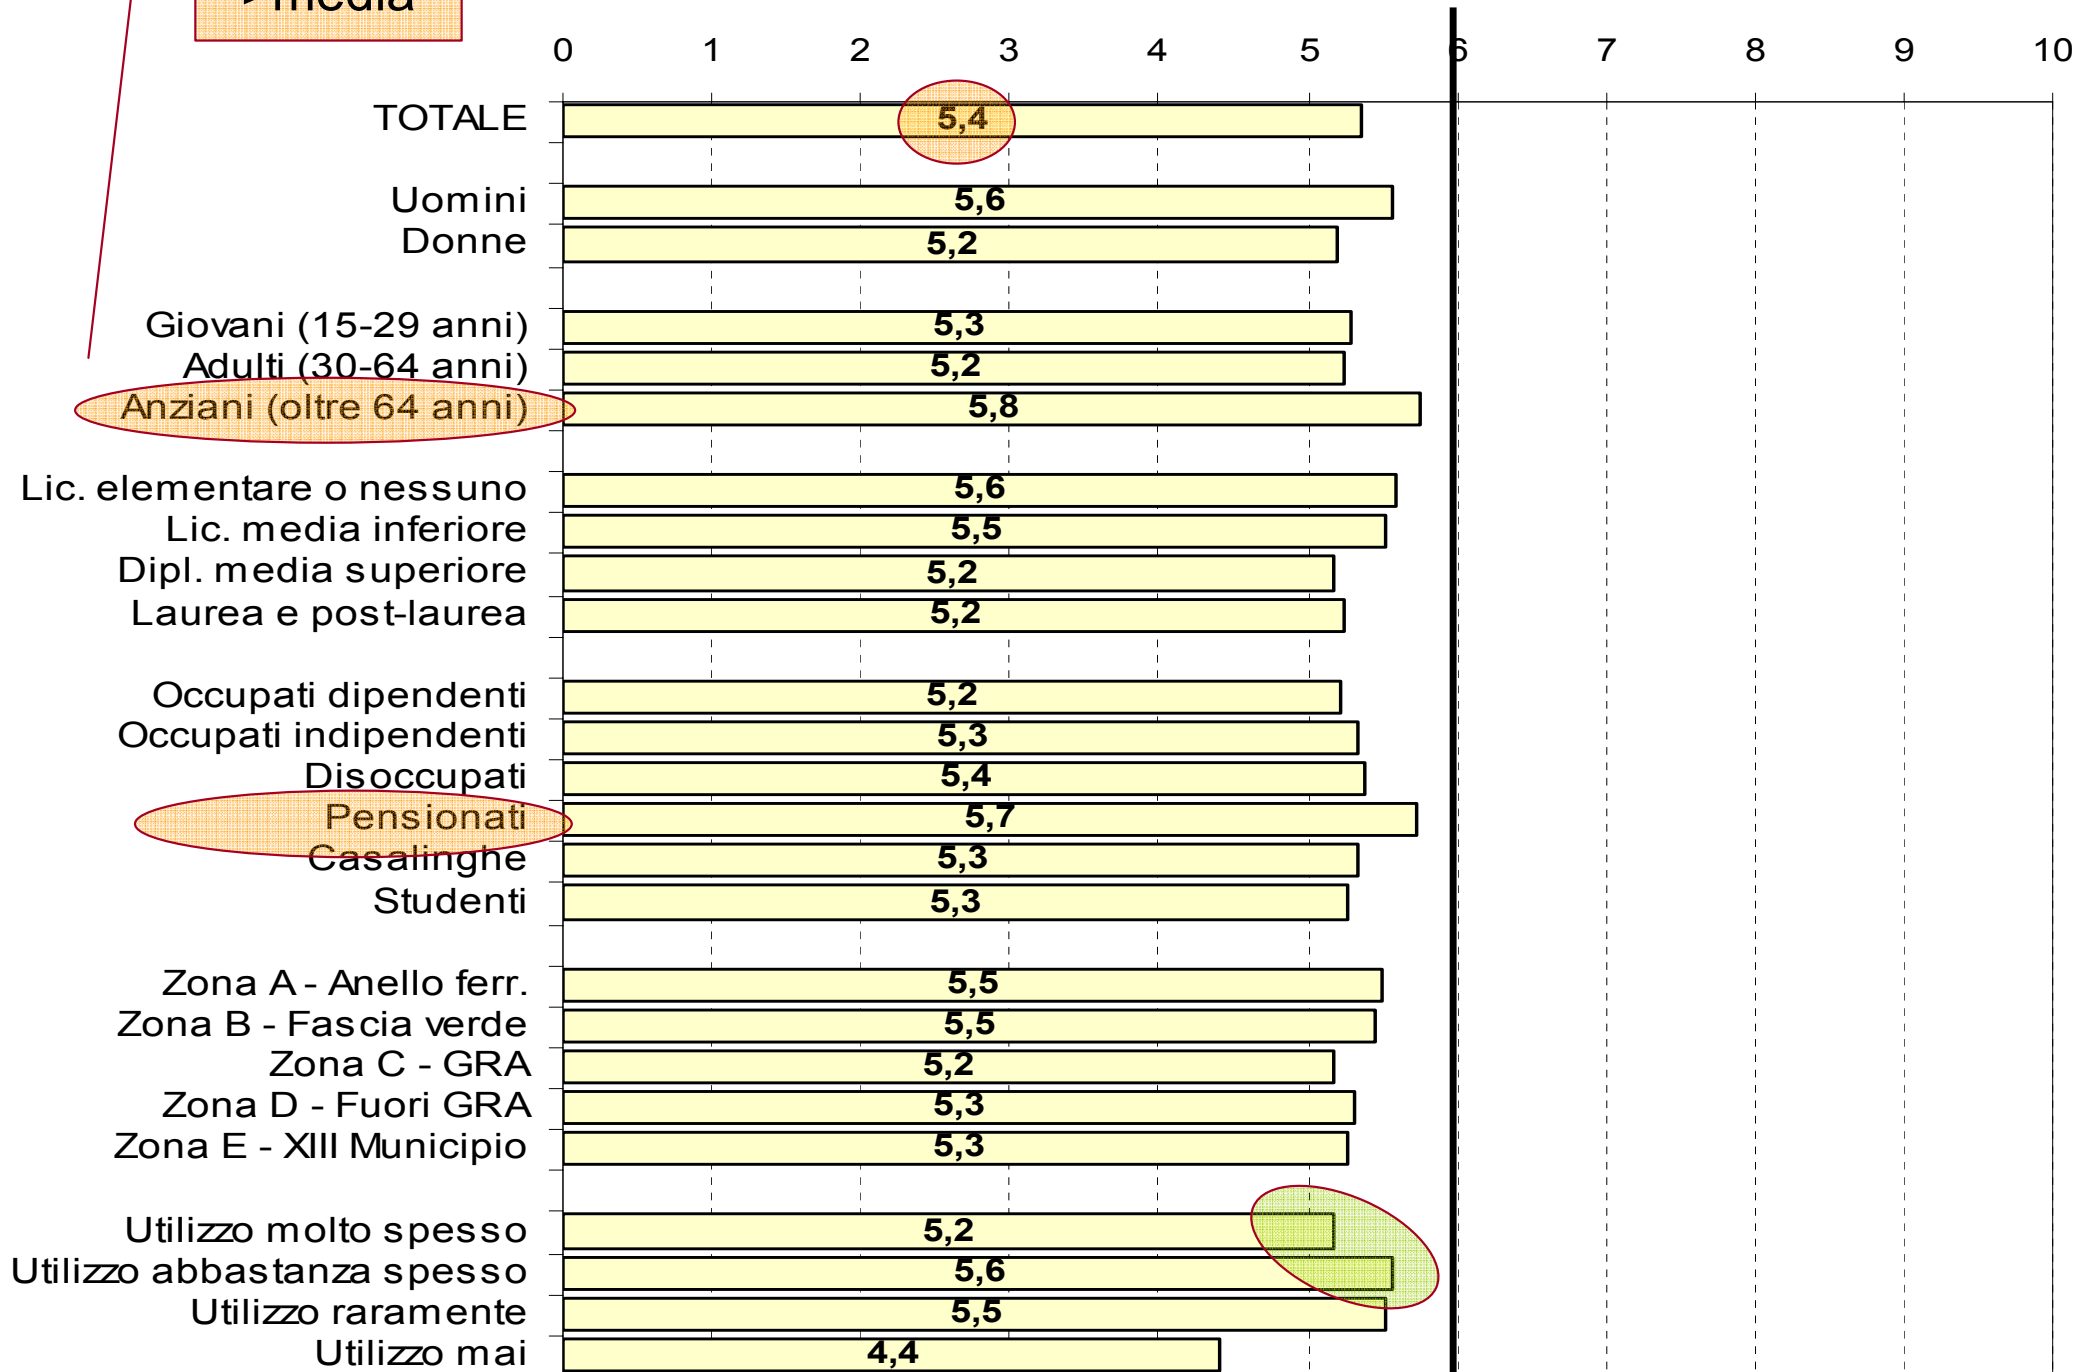 >media
0 1 2 3 4 5 6 7 8 9 10
TOTALE 5,4
Uomini 5,6
Donne 5,2
Giovani (15-29 anni) 5,3
Adulti (30-64 anni) 5,2
Anziani (oltre 64 anni) 5,8
Lic. elementare o nessuno 5,6
Lic. media inferiore 5,5
Dipl. media superiore 5,2
Laurea e post-laurea 5,2
Occupati dipendenti 5,2
Occupati indipendenti 5,3
Disoccupati 5,4
Pensionati 5,7
Casalinghe 5,3
Studenti 5,3
Zona A - Anello ferr. 5,5
Zona B - Fascia verde 5,5
Zona C - GRA 5,2
Zona D - Fuori GRA 5,3
Zona E - XIII Municipio 5,3
Utilizzo molto spesso 5,2
Utilizzo abbastanza spesso 5,6
Utilizzo raramente 5,5
Utilizzo mai 4,4